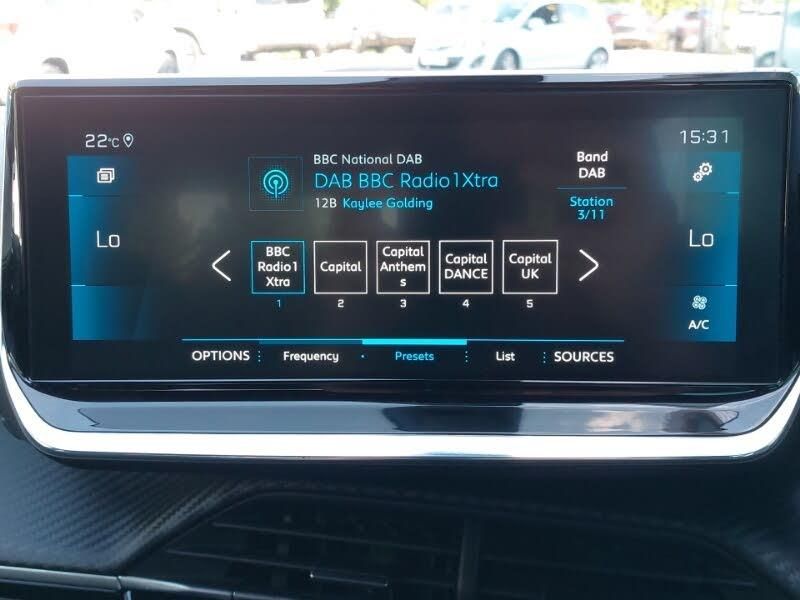 22°C
15:31
BBC National DAB
DAB BBC Radio1Xtra
12B Kaylee Golding
Band
DAB
Station
3/11
Lo
Lo
BBC
Radio1
Xtra
1
Capital
2
Capital
Anthem
s
3
Capital
DANCE
4
Capital
UK
5
A/C
OPTIONS
Frequency
Presets
List
SOURCES